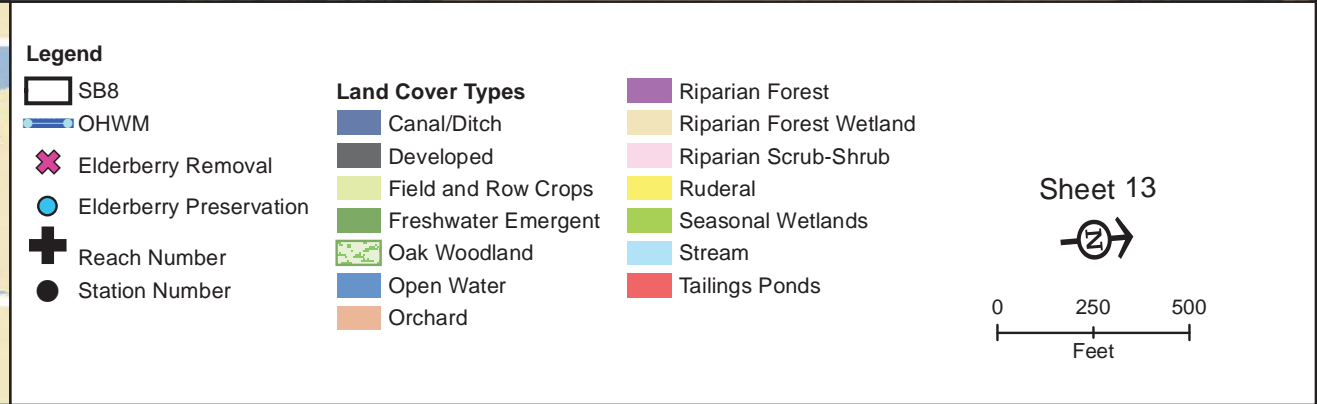 Legend
SB8
OHWM
Elderberry Removal
Elderberry Preservation
Reach Number
Station Number
Land Cover Types
Canal/Ditch
Developed
Field and Row Crops
Freshwater Emergent
Oak Woodland
Open Water
Orchard
Riparian Forest
Riparian Forest Wetland
Riparian Scrub-Shrub
Ruderal
Seasonal Wetlands
Stream
Tailings Ponds
Sheet 13
N
0 250 500
Feet